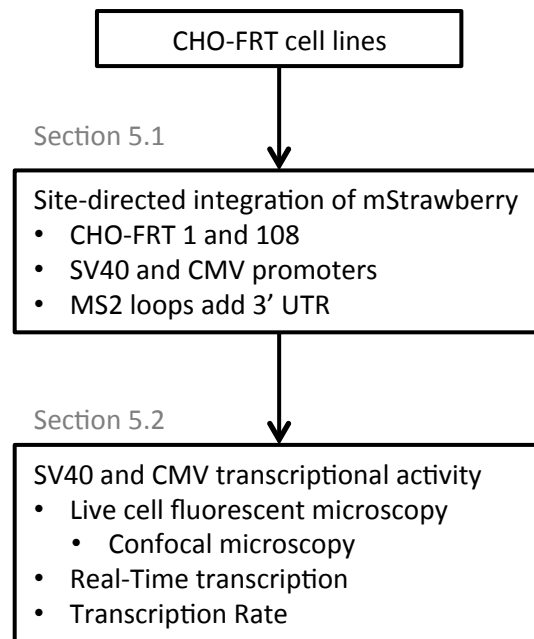 CHO-FRT cell lines
Section 5.1
Site-directed integration of mStrawberry
• CHO-FRT 1 and 108
• SV40 and CMV promoters
• MS2 loops add 3’ UTR
Section 5.2
SV40 and CMV transcriptional activity
• Live cell fluorescent microscopy
• Confocal microscopy
• Real-Time transcription
• Transcription Rate